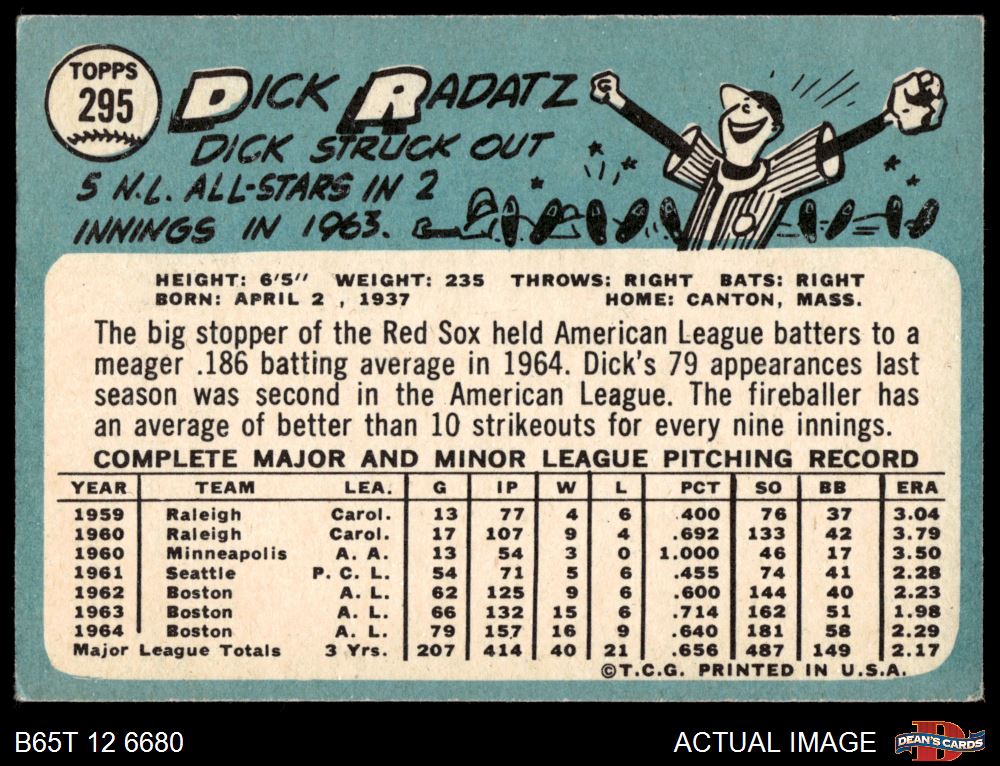 TOPPS
295
DICK RADATZ
DICK STRUCK OUT
5 N.L. ALL-STARS IN 2
INNINGS IN 1963.
HEIGHT: 6'5" WEIGHT: 235 THROWS: RIGHT BATS: RIGHT
BORN: APRIL 2 , 1937 HOME: CANTON, MASS.
The big stopper of the Red Sox held American League batters to a
meager .186 batting average in 1964. Dick's 79 appearances last
season was second in the American League. The fireballer has
an average of better than 10 strikeouts for every nine innings.
COMPLETE MAJOR AND MINOR LEAGUE PITCHING RECORD
YEAR TEAM LEA. G IP W L PCT SO BB ERA
1959 Raleigh Carol. 13 77 4 6 .400 76 37 3.04
1960 Raleigh Carol. 17 107 9 4 .692 133 42 3.79
1960 Minneapolis A. A. 13 54 3 0 1.000 46 17 3.50
1961 Seattle P. C. L. 54 71 5 6 .455 74 41 2.28
1962 Boston A. L. 62 125 9 6 .600 144 40 2.23
1963 Boston A. L. 66 132 15 6 .714 162 51 1.98
1964 Boston A. L. 79 157 16 9 .640 181 58 2.29
Major League Totals 3 Yrs. 207 414 40 21 .656 487 149 2.17
©T.C.G. PRINTED IN U.S.A.
B65T 12 6680 ACTUAL IMAGE DEAN'S CARDS